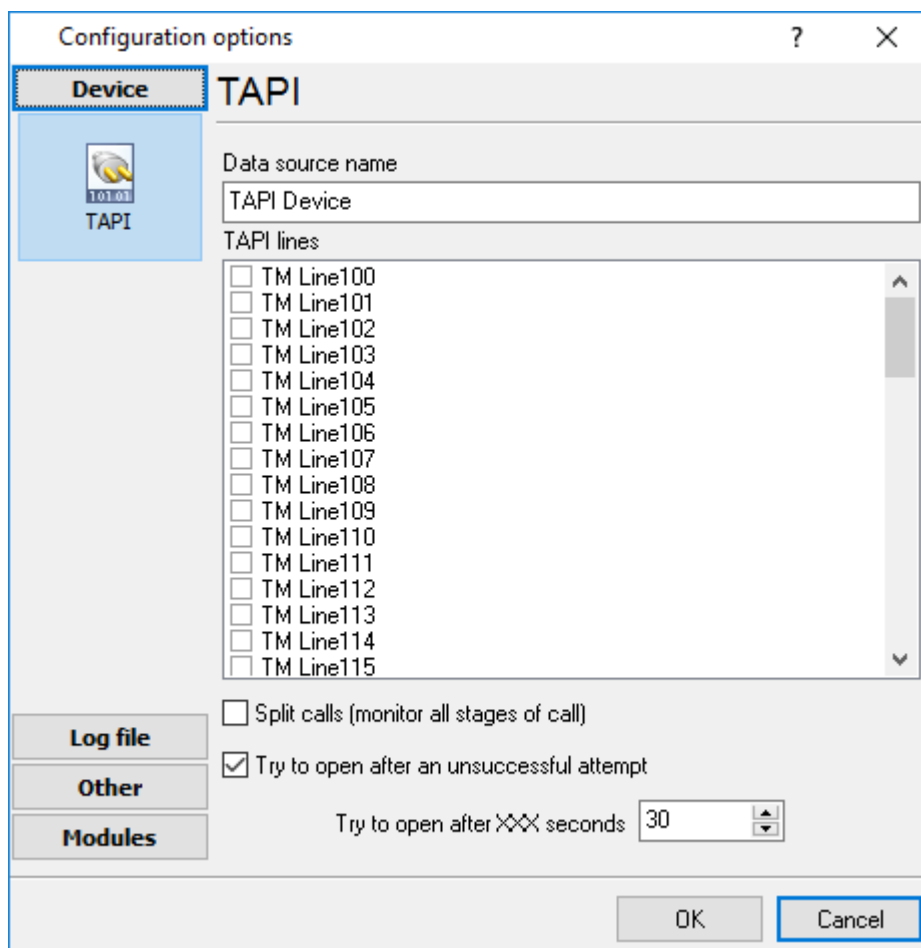 Configuration options
?
Device
TAPI
101.01
TAPI
Data source name
TAPI Device
TAPI lines
TM Line100
TM Line101
TM Line102
TM Line103
TM Line104
TM Line105
TM Line106
TM Line107
TM Line108
TM Line109
TM Line110
TM Line111
TM Line112
TM Line113
TM Line114
TM Line115
Split calls (monitor all stages of call)
Try to open after an unsuccessful attempt
Try to open after XXX seconds 30
Log file
Other
Modules
OK Cancel